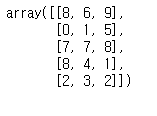 array([[8, 6, 9],
       [0, 1, 5],
       [7, 7, 8],
       [8, 4, 1],
       [2, 3, 2]])